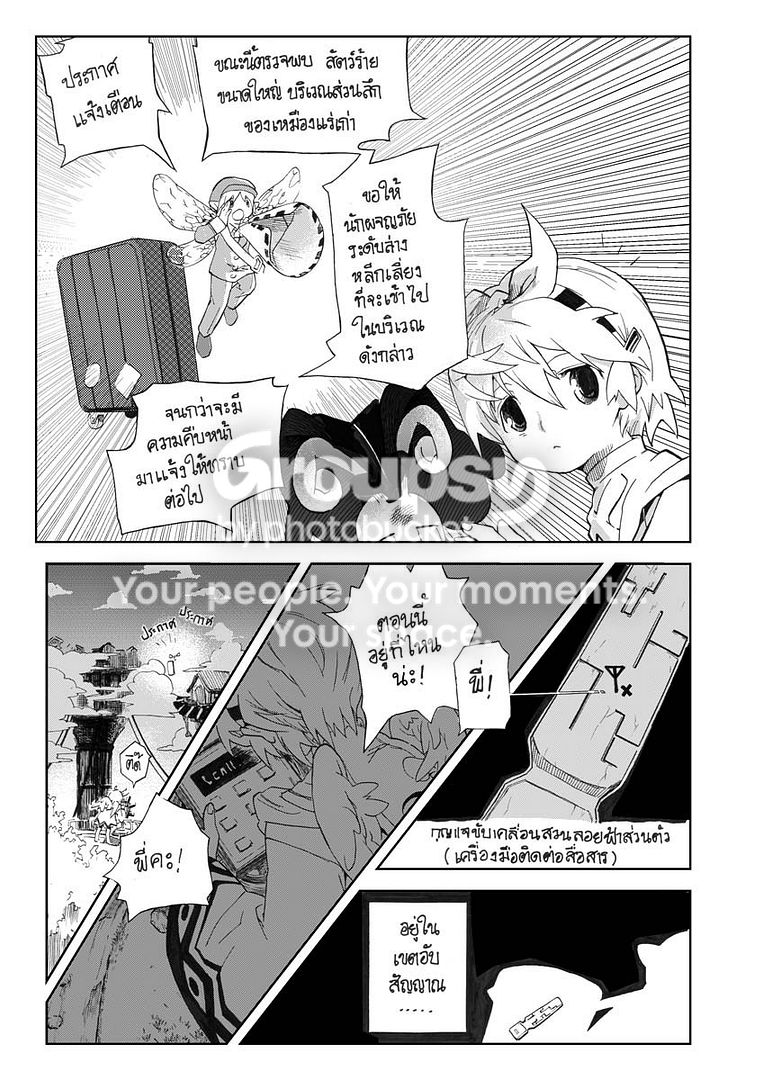 ประกาศ
แจ้งเตือน
ขณะนี้ตรวจพบ สัตว์ร้าย
ขนาดใหญ่ บริเวณส่วนลึก
ของเหมืองแร่เก่า
ขอให้
นักผจญภัย
ระดับล่าง
หลีกเลี่ยง
ที่จะเข้าไป
ในบริเวณ
ดังกล่าว
จนกว่าจะมี
ความคืบหน้า
มาแจ้งให้ทราบ
ต่อไป
Groupsy
by photobucket
Your people. Your moments.
Your space.
ประกาศ
ประกาศ
พี่คะ!
ตอนนี้
อยู่ที่ไหน
น่ะ!
พี่!
กุญแจขับเคลื่อนสวนลอยฟ้าส่วนตัว
(เครื่องมือติดต่อสื่อสาร)
อยู่ใน
เขตอับ
สัญญาณ
.....